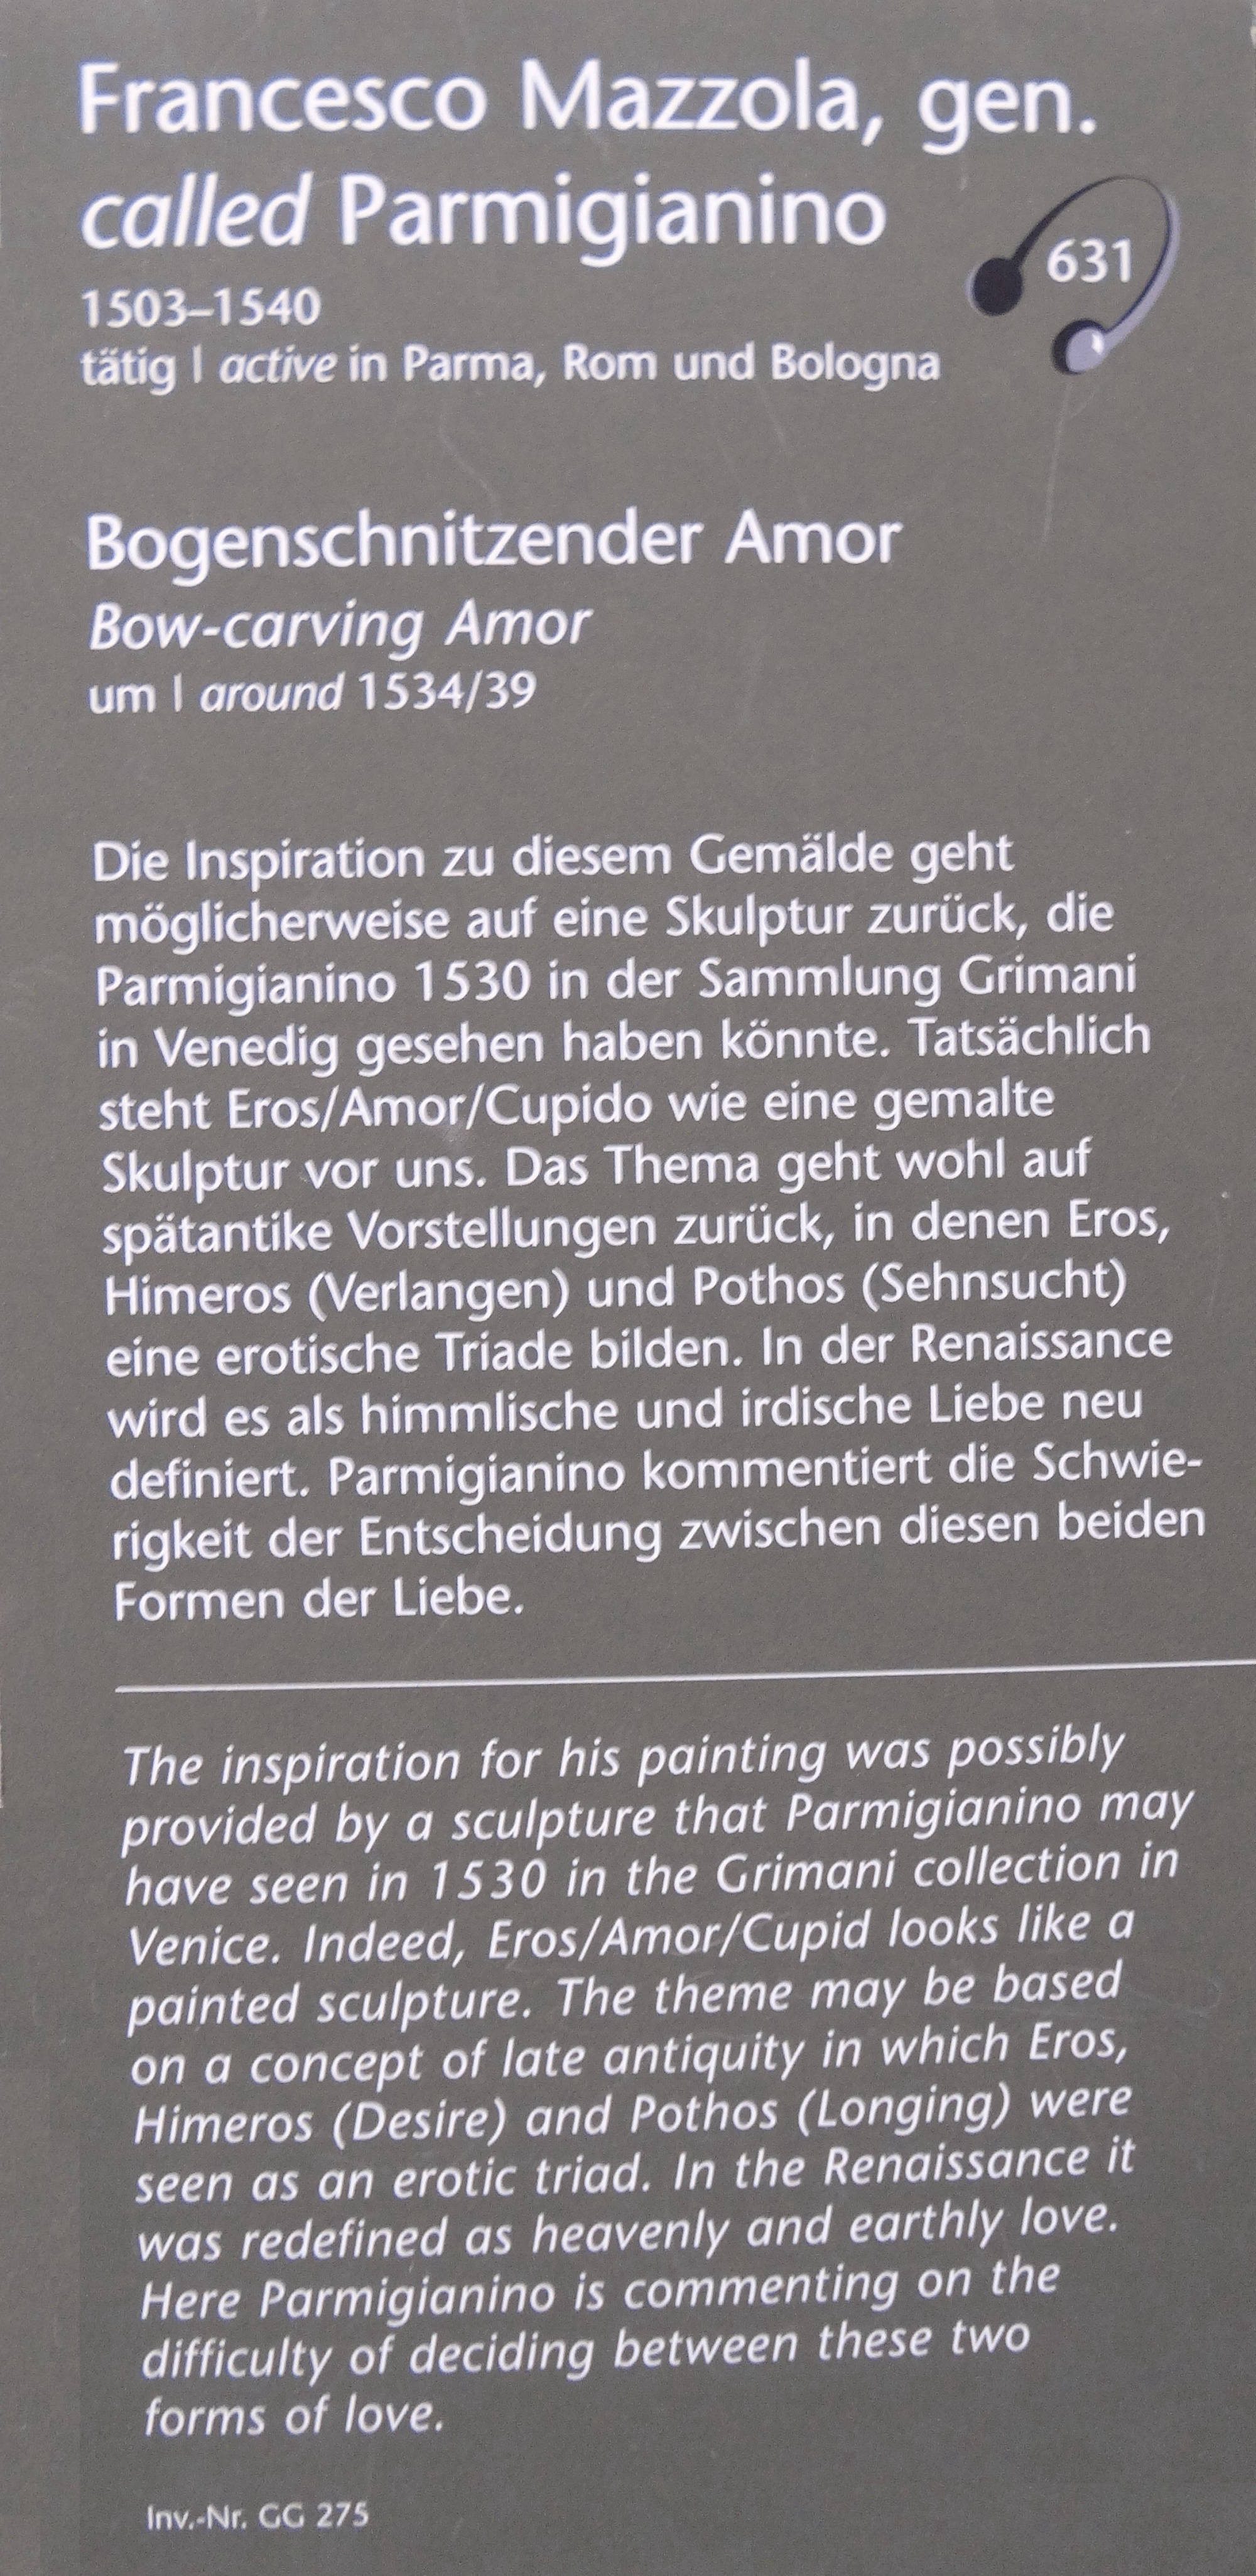 Francesco Mazzola, gen.
called Parmigianino
631
1503–1540
tätig | active in Parma, Rom und Bologna
Bogenschnitzender Amor
Bow-carving Amor
um | around 1534/39
Die Inspiration zu diesem Gemälde geht
möglicherweise auf eine Skulptur zurück, die
Parmigianino 1530 in der Sammlung Grimani
in Venedig gesehen haben könnte. Tatsächlich
steht Eros/Amor/Cupido wie eine gemalte
Skulptur vor uns. Das Thema geht wohl auf
spätantike Vorstellungen zurück, in denen Eros,
Himeros (Verlangen) und Pothos (Sehnsucht)
eine erotische Triade bilden. In der Renaissance
wird es als himmlische und irdische Liebe neu
definiert. Parmigianino kommentiert die Schwie-
rigkeit der Entscheidung zwischen diesen beiden
Formen der Liebe.
The inspiration for his painting was possibly
provided by a sculpture that Parmigianino may
have seen in 1530 in the Grimani collection in
Venice. Indeed, Eros/Amor/Cupid looks like a
painted sculpture. The theme may be based
on a concept of late antiquity in which Eros,
Himeros (Desire) and Pothos (Longing) were
seen as an erotic triad. In the Renaissance it
was redefined as heavenly and earthly love.
Here Parmigianino is commenting on the
difficulty of deciding between these two
forms of love.
Inv.-Nr. GG 275